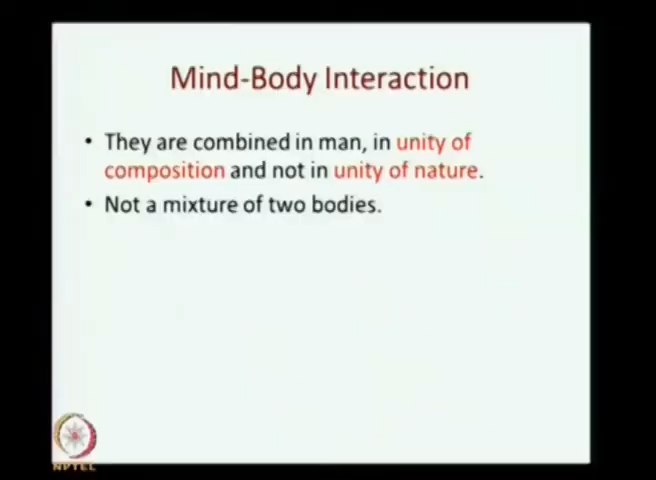 Mind-Body Interaction
• They are combined in man, in unity of
composition and not in unity of nature.
• Not a mixture of two bodies.
NPTEL